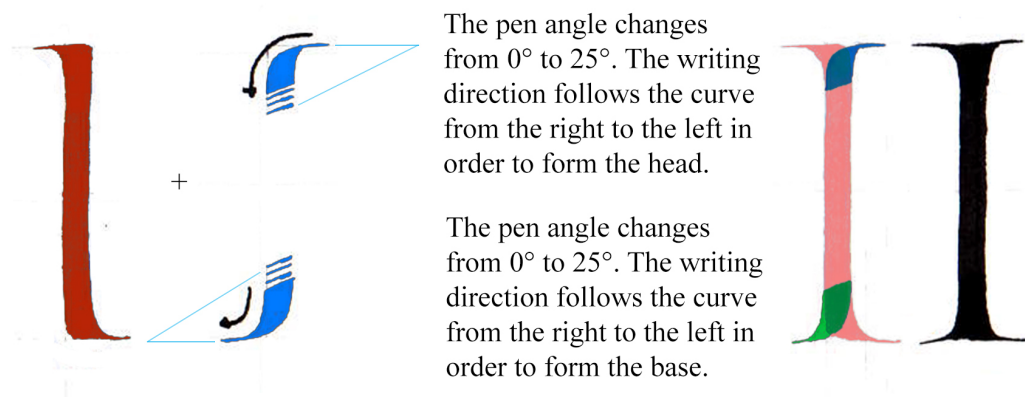 The pen angle changes
from 0° to 25°. The writing
direction follows the curve
from the right to the left in
order to form the head.
+
The pen angle changes
from 0° to 25°. The writing
direction follows the curve
from the right to the left in
order to form the base.